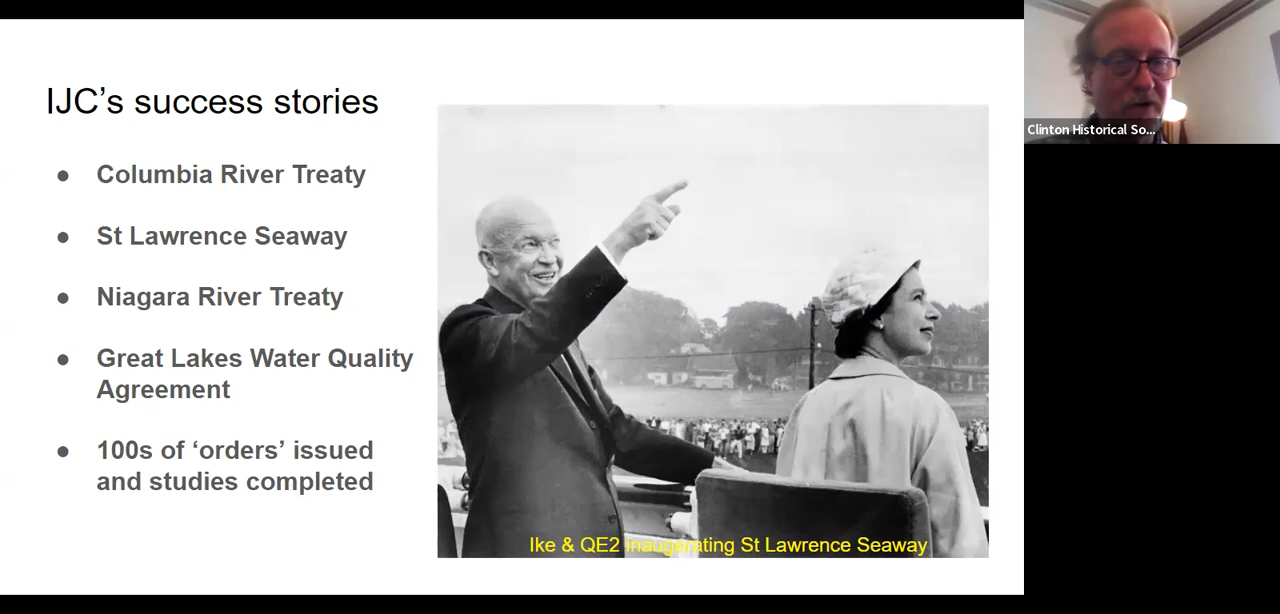 IJC’s success stories
● Columbia River Treaty
● St Lawrence Seaway
● Niagara River Treaty
● Great Lakes Water Quality
Agreement
● 100s of ‘orders’ issued
and studies completed
Ike & QE2 inaugerating St Lawrence Seaway
Clinton Historical So...